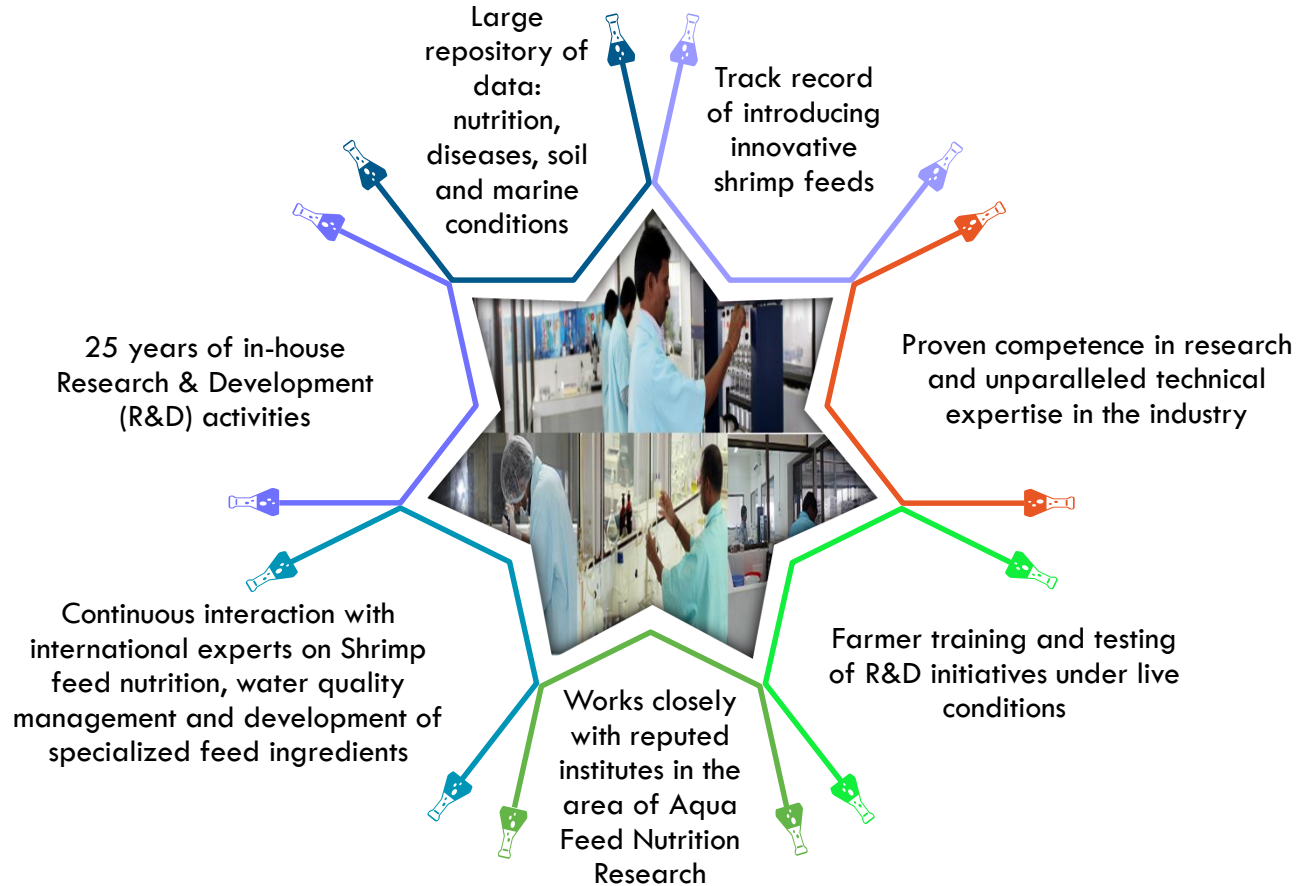 Large
repository of
data:
nutrition,
diseases, soil
and marine
conditions
Track record
of introducing
innovative
shrimp feeds
25 years of in-house
Research & Development
(R&D) activities
Proven competence in research
and unparalleled technical
expertise in the industry
Continuous interaction with
international experts on Shrimp
feed nutrition, water quality
management and development of
specialized feed ingredients
Farmer training and testing
of R&D initiatives under live
conditions
Works closely
with reputed
institutes in the
area of Aqua
Feed Nutrition
Research